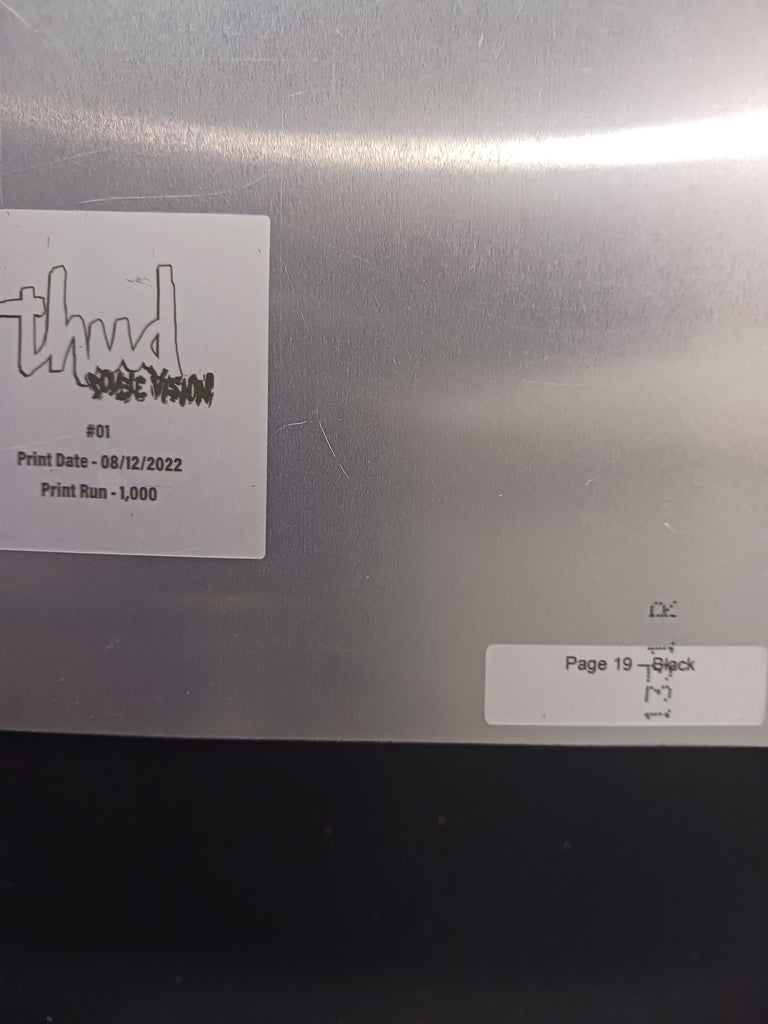 thud
DOUBLE VISION!
#01
Print Date - 08/12/2022
Print Run - 1,000
Page 19 - Black